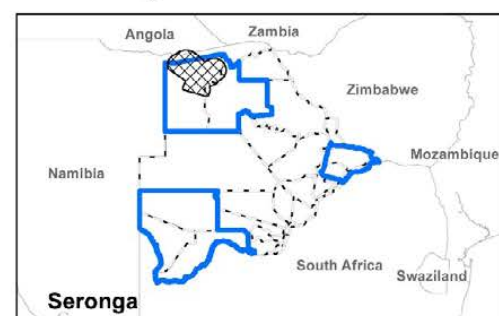 Angola
Zambia
Zimbabwe
Mozambique
Namibia
South Africa
Swaziland
Seronga